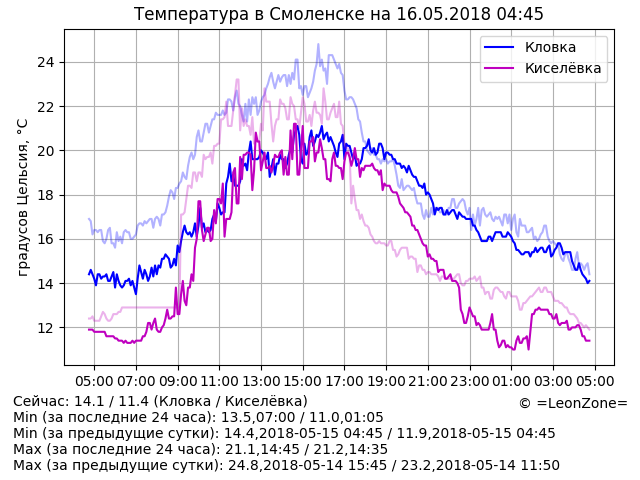 Температура в Смоленске на 16.05.2018 04:45
Кловка
Киселёвка
градусов Цельсия, °C
24
22
20
18
16
14
12
05:00 07:00 09:00 11:00 13:00 15:00 17:00 19:00 21:00 23:00 01:00 03:00 05:00
Сейчас: 14.1 / 11.4 (Кловка / Киселёвка)
© =LeonZone=
Min (за последние 24 часа): 13.5,07:00 / 11.0,01:05
Min (за предыдущие сутки): 14.4,2018-05-15 04:45 / 11.9,2018-05-15 04:45
Max (за последние 24 часа): 21.1,14:45 / 21.2,14:35
Max (за предыдущие сутки): 24.8,2018-05-14 15:45 / 23.2,2018-05-14 11:50